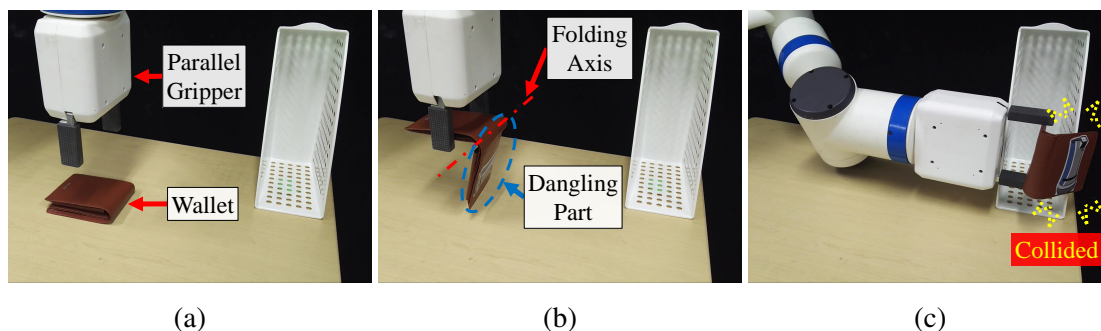 Parallel
Gripper
Wallet
Folding
Axis
Dangling
Part
Collided
(a)
(b)
(c)